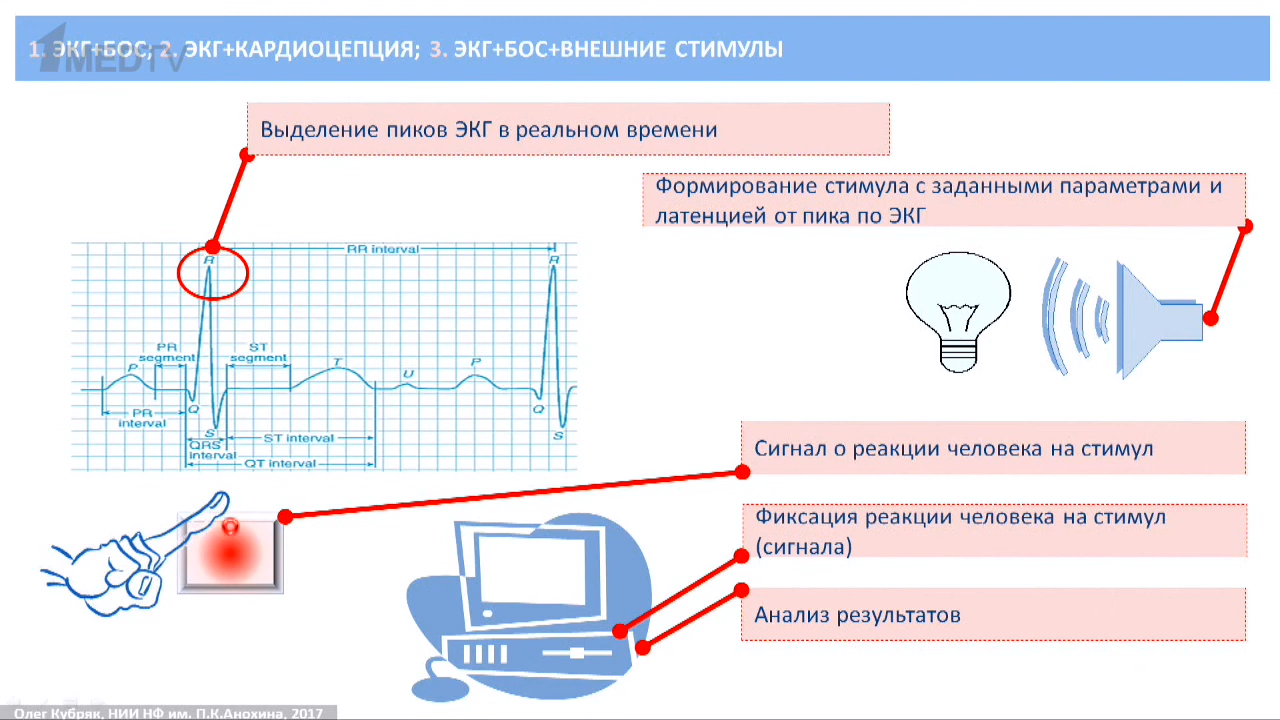 1. ЭКГ+БОС; 2. ЭКГ+КАРДИОЦЕПЦИЯ; 3. ЭКГ+БОС+ВНЕШНИЕ СТИМУЛЫ
1MEDTV
Выделение пиков ЭКГ в реальном времени
Формирование стимула с заданными параметрами и
латенцией от пика по ЭКГ
RR interval
R
R
PR
segment
ST
segment
P
T
U
P
Q
Q
PR
interval
S
S
QRS
interval
ST interval
QT interval
Сигнал о реакции человека на стимул
Фиксация реакции человека на стимул
(сигнала)
Анализ результатов
Олег Кубряк, НИИ НФ им. П.К.Анохина, 2017